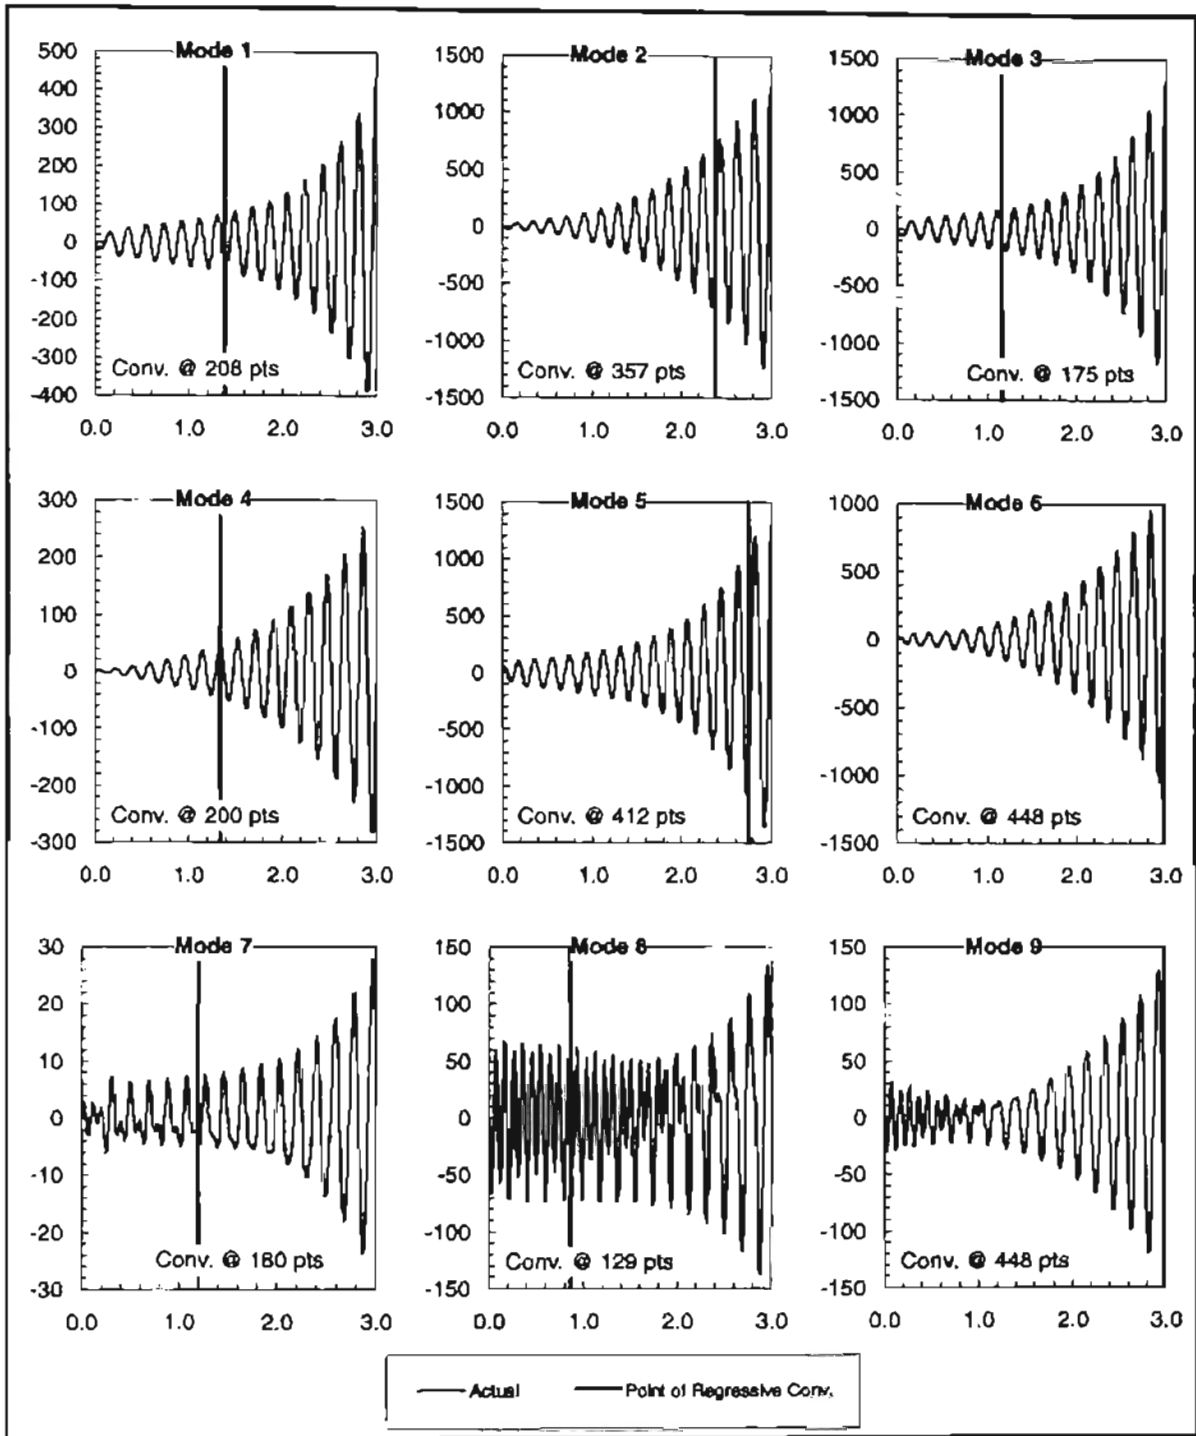 Mode 1
500
400
300
200
100
0
-100
-200
-300
-400
Conv. @ 208 pts
0.0 1.0 2.0 3.0
Mode 2
1500
1000
500
0
-500
-1000
-1500
Conv. @ 357 pts
0.0 1.0 2.0 3.0
Mode 3
1500
1000
500
0
-500
-1000
-1500
Conv. @ 175 pts
0.0 1.0 2.0 3.0
Mode 4
300
200
100
0
-100
-200
-300
Conv. @ 200 pts
0.0 1.0 2.0 3.0
Mode 5
1500
1000
500
0
-500
-1000
-1500
Conv. @ 412 pts
0.0 1.0 2.0 3.0
Mode 6
1000
500
0
-500
-1000
-1500
Conv. @ 448 pts
0.0 1.0 2.0 3.0
Mode 7
30
20
10
0
-10
-20
-30
Conv. @ 180 pts
0.0 1.0 2.0 3.0
Mode 8
150
100
50
0
-50
-100
-150
Conv. @ 129 pts
0.0 1.0 2.0 3.0
Mode 9
150
100
50
0
-50
-100
-150
Conv. @ 448 pts
0.0 1.0 2.0 3.0
Actual
Point of Regressive Conv.